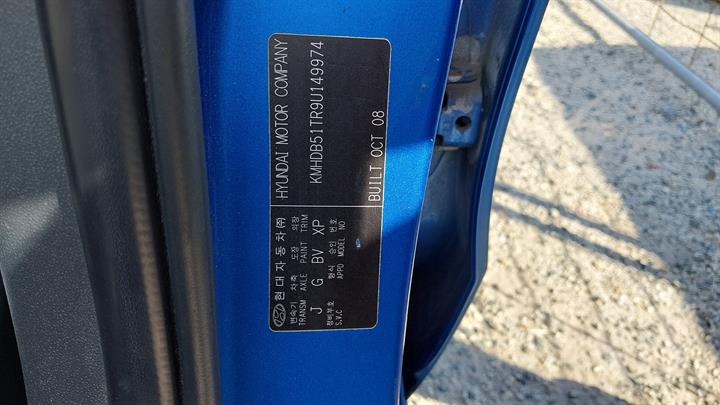 현대자동차(주) HYUNDAI MOTOR COMPANY
변속기 차축 도장 의장
TRANSM AXLE PAINT TRIM
KMHDB51TR9U149974
J G BV XP
형식 승인 번호
APPD MODEL NO
정비부호
S.V.C
BUILT OCT 08